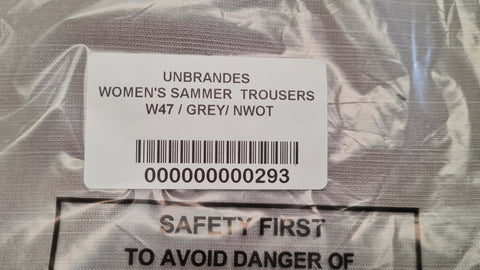 UNBRANDES
WOMEN'S SAMMER TROUSERS
W47 / GREY/ NWOT
000000000293
SAFETY FIRST
TO AVOID DANGER OF